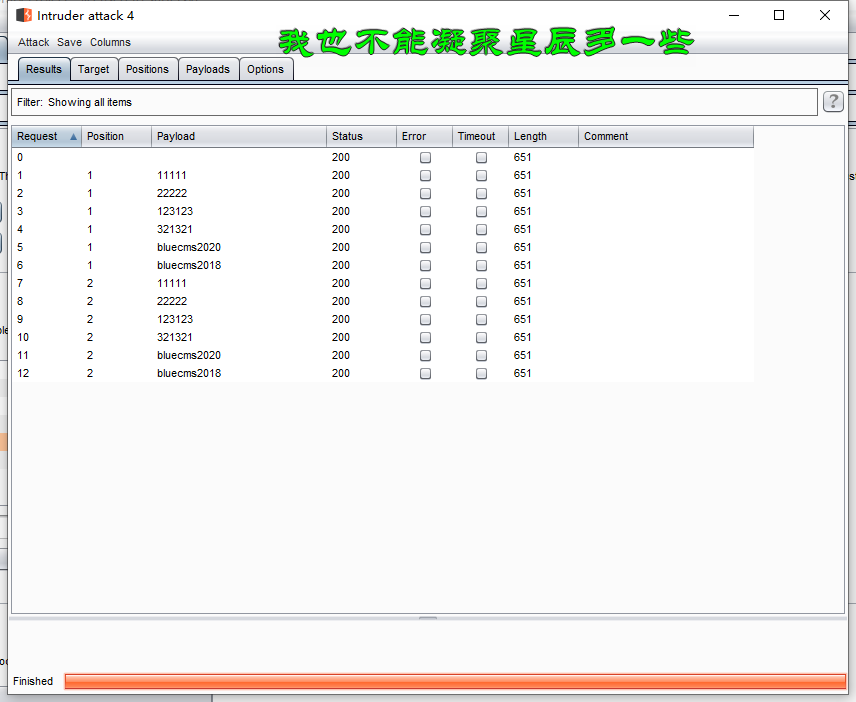 Intruder attack 4
Attack Save Columns
我也不能凝聚星辰多一些
Results Target Positions Payloads Options
Filter: Showing all items
?
Request Position Payload Status Error Timeout Length Comment
0 200 651
1 1 11111 200 651
2 1 22222 200 651
3 1 123123 200 651
4 1 321321 200 651
5 1 bluecms2020 200 651
6 1 bluecms2018 200 651
7 2 11111 200 651
8 2 22222 200 651
9 2 123123 200 651
10 2 321321 200 651
11 2 bluecms2020 200 651
12 2 bluecms2018 200 651
Finished